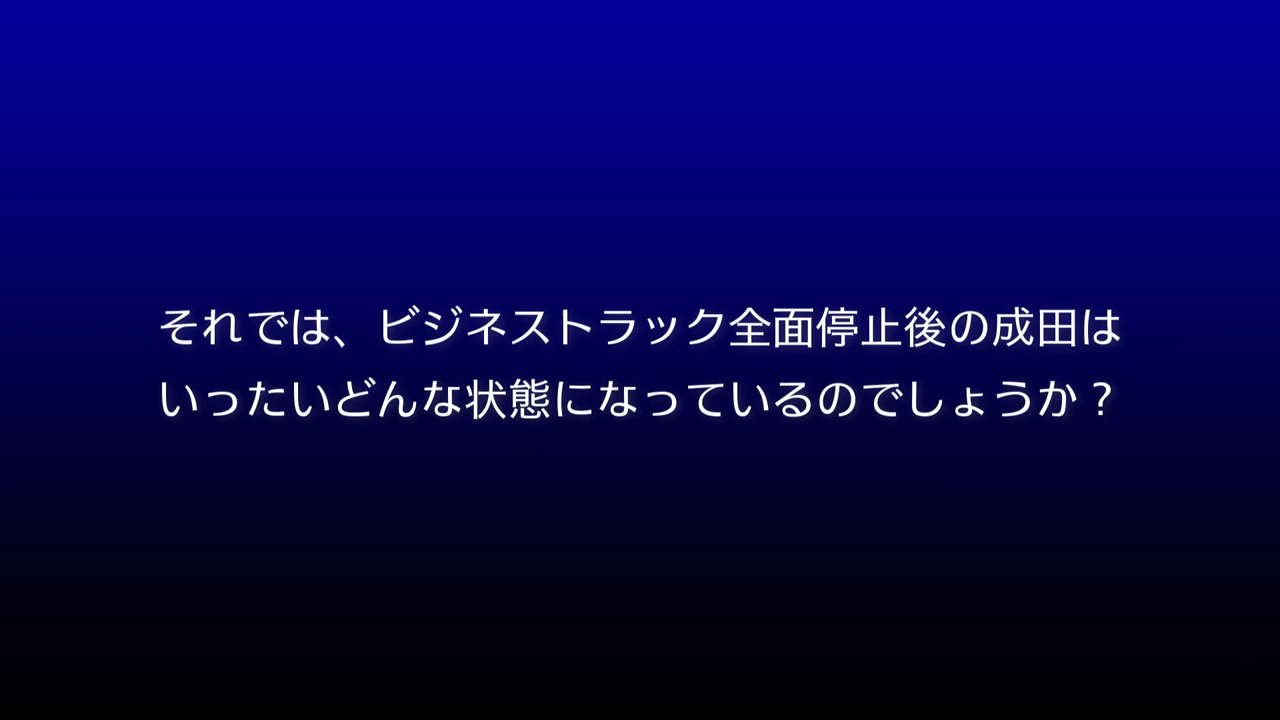 それでは、ビジネストラック全面停止後の成田は
いったいどんな状態になっているのでしょうか？